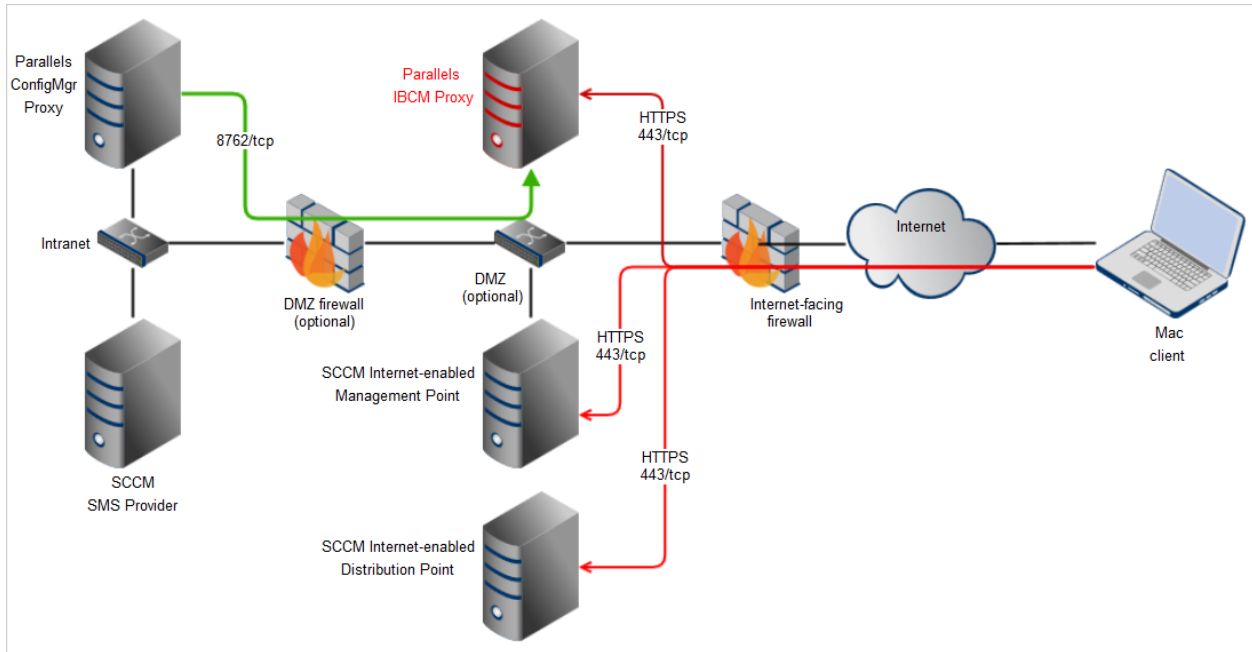 Parallels
ConfigMgr
Proxy
8762/tcp
Parallels
IBCM Proxy
HTTPS
443/tcp
Intranet
DMZ firewall
(optional)
DMZ
(optional)
Internet-facing
firewall
Internet
Mac
client
HTTPS
443/tcp
SCCM Internet-enabled
Management Point
SCCM
SMS Provider
HTTPS
443/tcp
SCCM Internet-enabled
Distribution Point